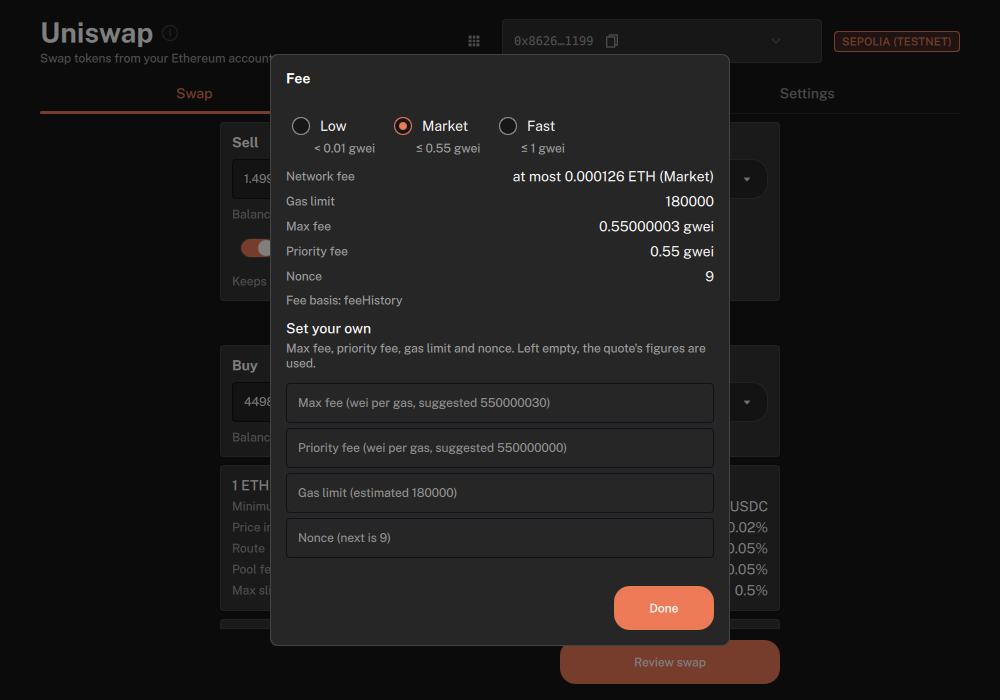 Uniswap
Swap tokens from your Ethereum account
0x8626…1199
SEPOLIA (TESTNET)
Swap
Settings
Sell
1.499
Balanc
Keeps
Buy
4498
Balanc
1 ETH
Minimu
USDC
Price in
0.02%
Route
0.05%
Pool fe
0.05%
Max sli
0.5%
Review swap
Fee
Low
Market
Fast
< 0.01 gwei
≤ 0.55 gwei
≤ 1 gwei
Network fee
at most 0.000126 ETH (Market)
Gas limit
180000
Max fee
0.55000003 gwei
Priority fee
0.55 gwei
Nonce
9
Fee basis: feeHistory
Set your own
Max fee, priority fee, gas limit and nonce. Left empty, the quote's figures are
used.
Max fee (wei per gas, suggested 550000030)
Priority fee (wei per gas, suggested 550000000)
Gas limit (estimated 180000)
Nonce (next is 9)
Done